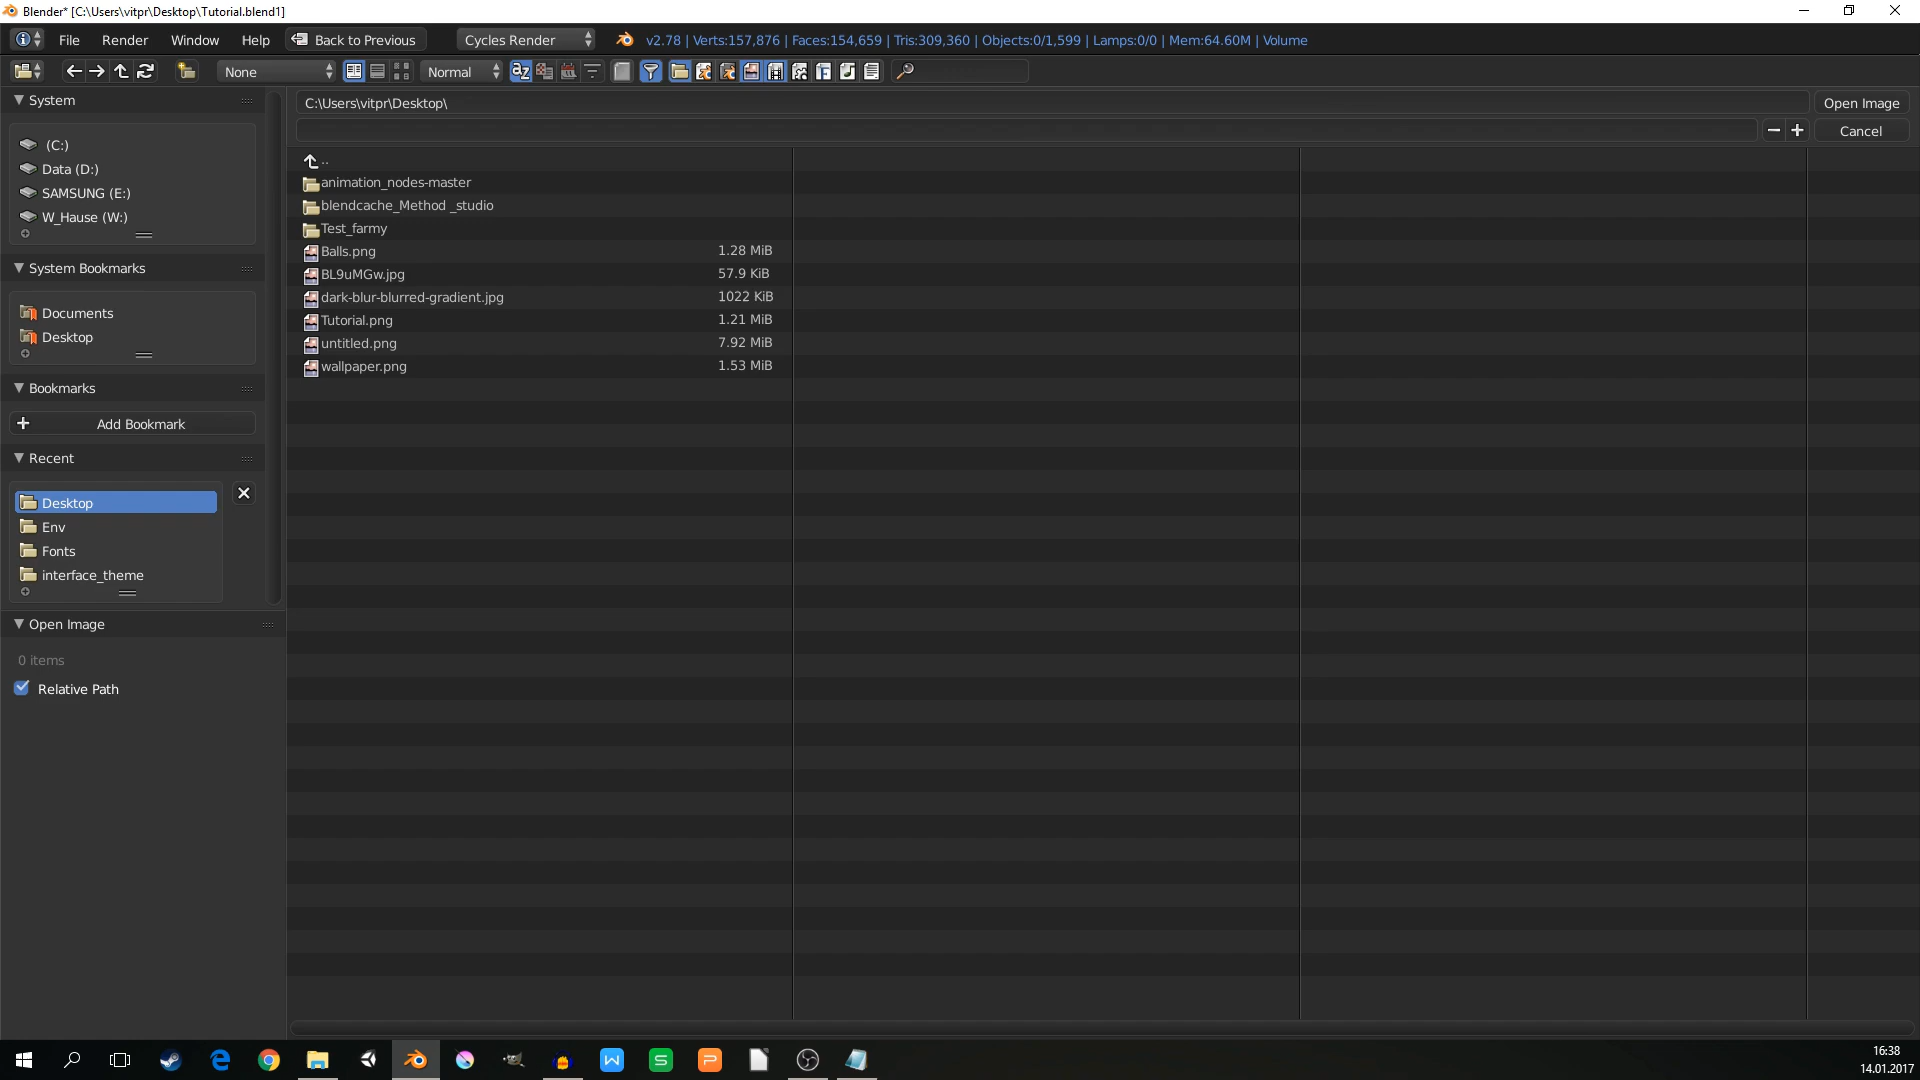 Blender* [C:\Users\vitpr\Desktop\Tutorial.blend1]
File Render Window Help Back to Previous Cycles Render v2.78 | Verts:157,876 | Faces:154,659 | Tris:309,360 | Objects:0/1,599 | Lamps:0/0 | Mem:64.60M | Volume
None Normal
System
(C:)
Data (D:)
SAMSUNG (E:)
W_Hause (W:)
System Bookmarks
Documents
Desktop
Bookmarks
Add Bookmark
Recent
Desktop
Env
Fonts
interface_theme
Open Image
0 items
Relative Path
C:\Users\vitpr\Desktop\ Open Image
Cancel
..
animation_nodes-master
blendcache_Method _studio
Test_farmy
Balls.png 1.28 MiB
BL9uMGw.jpg 57.9 KiB
dark-blur-blurred-gradient.jpg 1022 KiB
Tutorial.png 1.21 MiB
untitled.png 7.92 MiB
wallpaper.png 1.53 MiB
16:38
14.01.2017